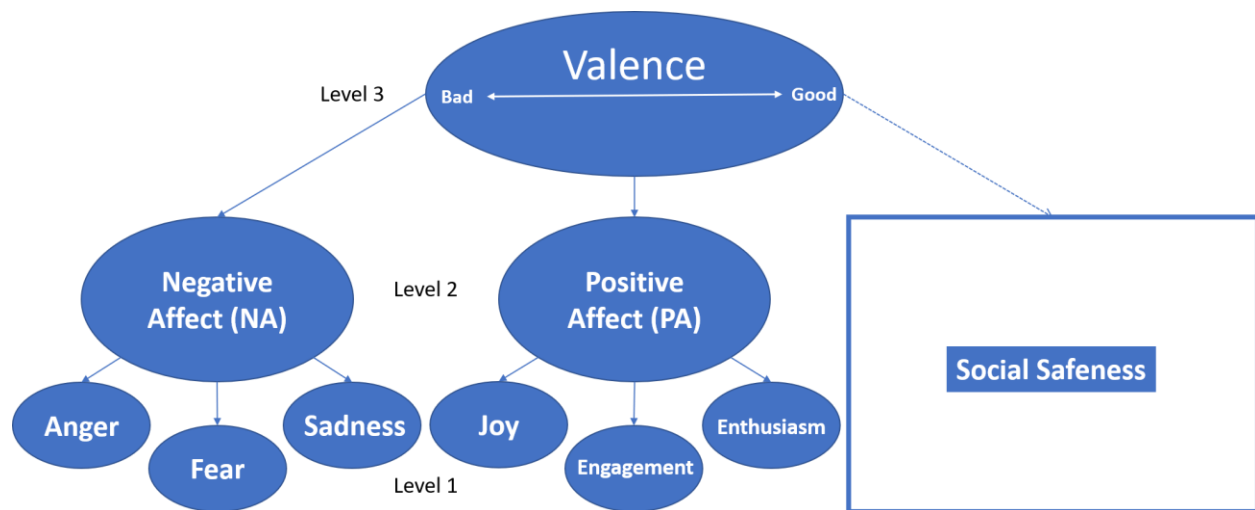 Valence
Level 3
Bad
Good
Negative
Affect (NA)
Level 2
Positive
Affect (PA)
Social Safeness
Anger
Fear
Sadness
Joy
Engagement
Enthusiasm
Level 1